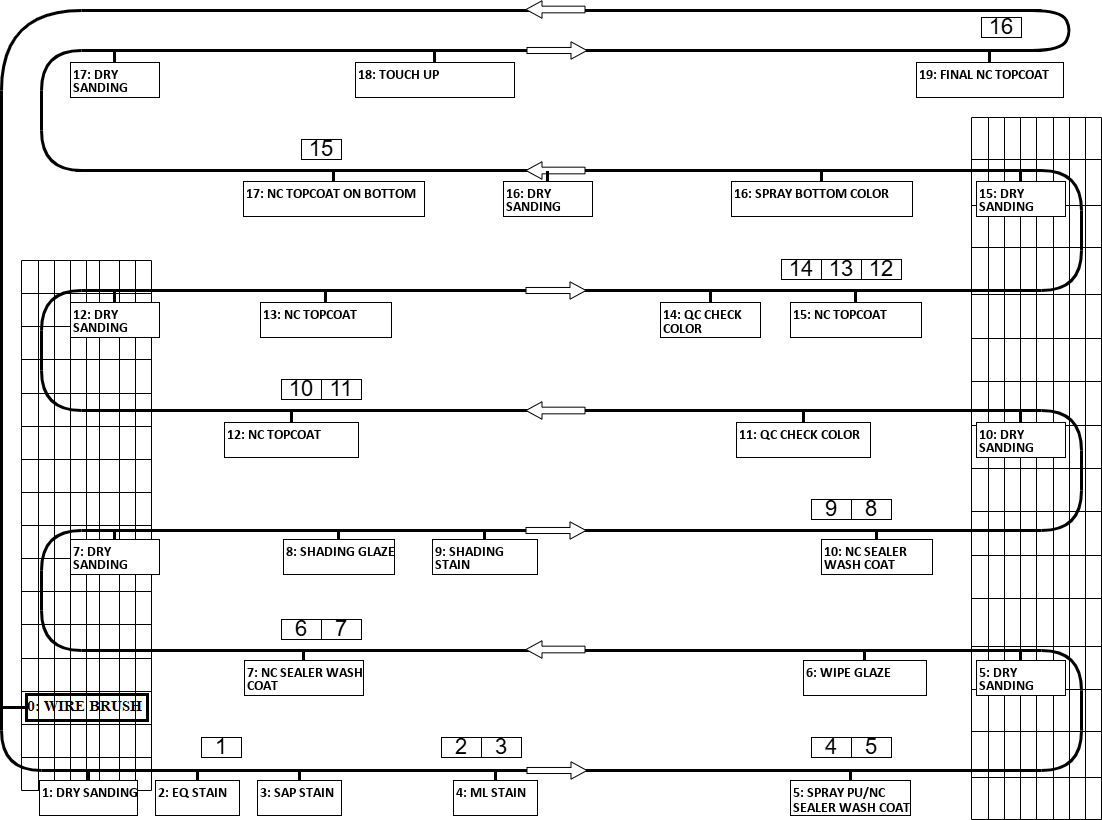 16
17: DRY
SANDING
18: TOUCH UP
19: FINAL NC TOPCOAT
15
17: NC TOPCOAT ON BOTTOM
16: DRY
SANDING
16: SPRAY BOTTOM COLOR
15: DRY
SANDING
14 13 12
12: DRY
SANDING
13: NC TOPCOAT
14: QC CHECK
COLOR
15: NC TOPCOAT
10 11
12: NC TOPCOAT
11: QC CHECK COLOR
10: DRY
SANDING
9 8
7: DRY
SANDING
8: SHADING GLAZE
9: SHADING
STAIN
10: NC SEALER
WASH COAT
6 7
7: NC SEALER WASH
COAT
6: WIPE GLAZE
5: DRY
SANDING
0: WIRE BRUSH
1
2 3
4 5
1: DRY SANDING
2: EQ STAIN
3: SAP STAIN
4: ML STAIN
5: SPRAY PU/NC
SEALER WASH COAT